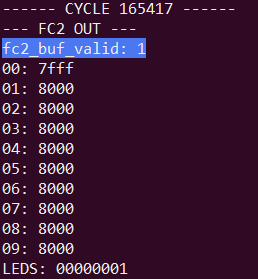 ------ CYCLE 165417 ------
--- FC2 OUT ---
fc2_buf_valid: 1
00: 7fff
01: 8000
02: 8000
03: 8000
04: 8000
05: 8000
06: 8000
07: 8000
08: 8000
09: 8000
LEDS: 00000001